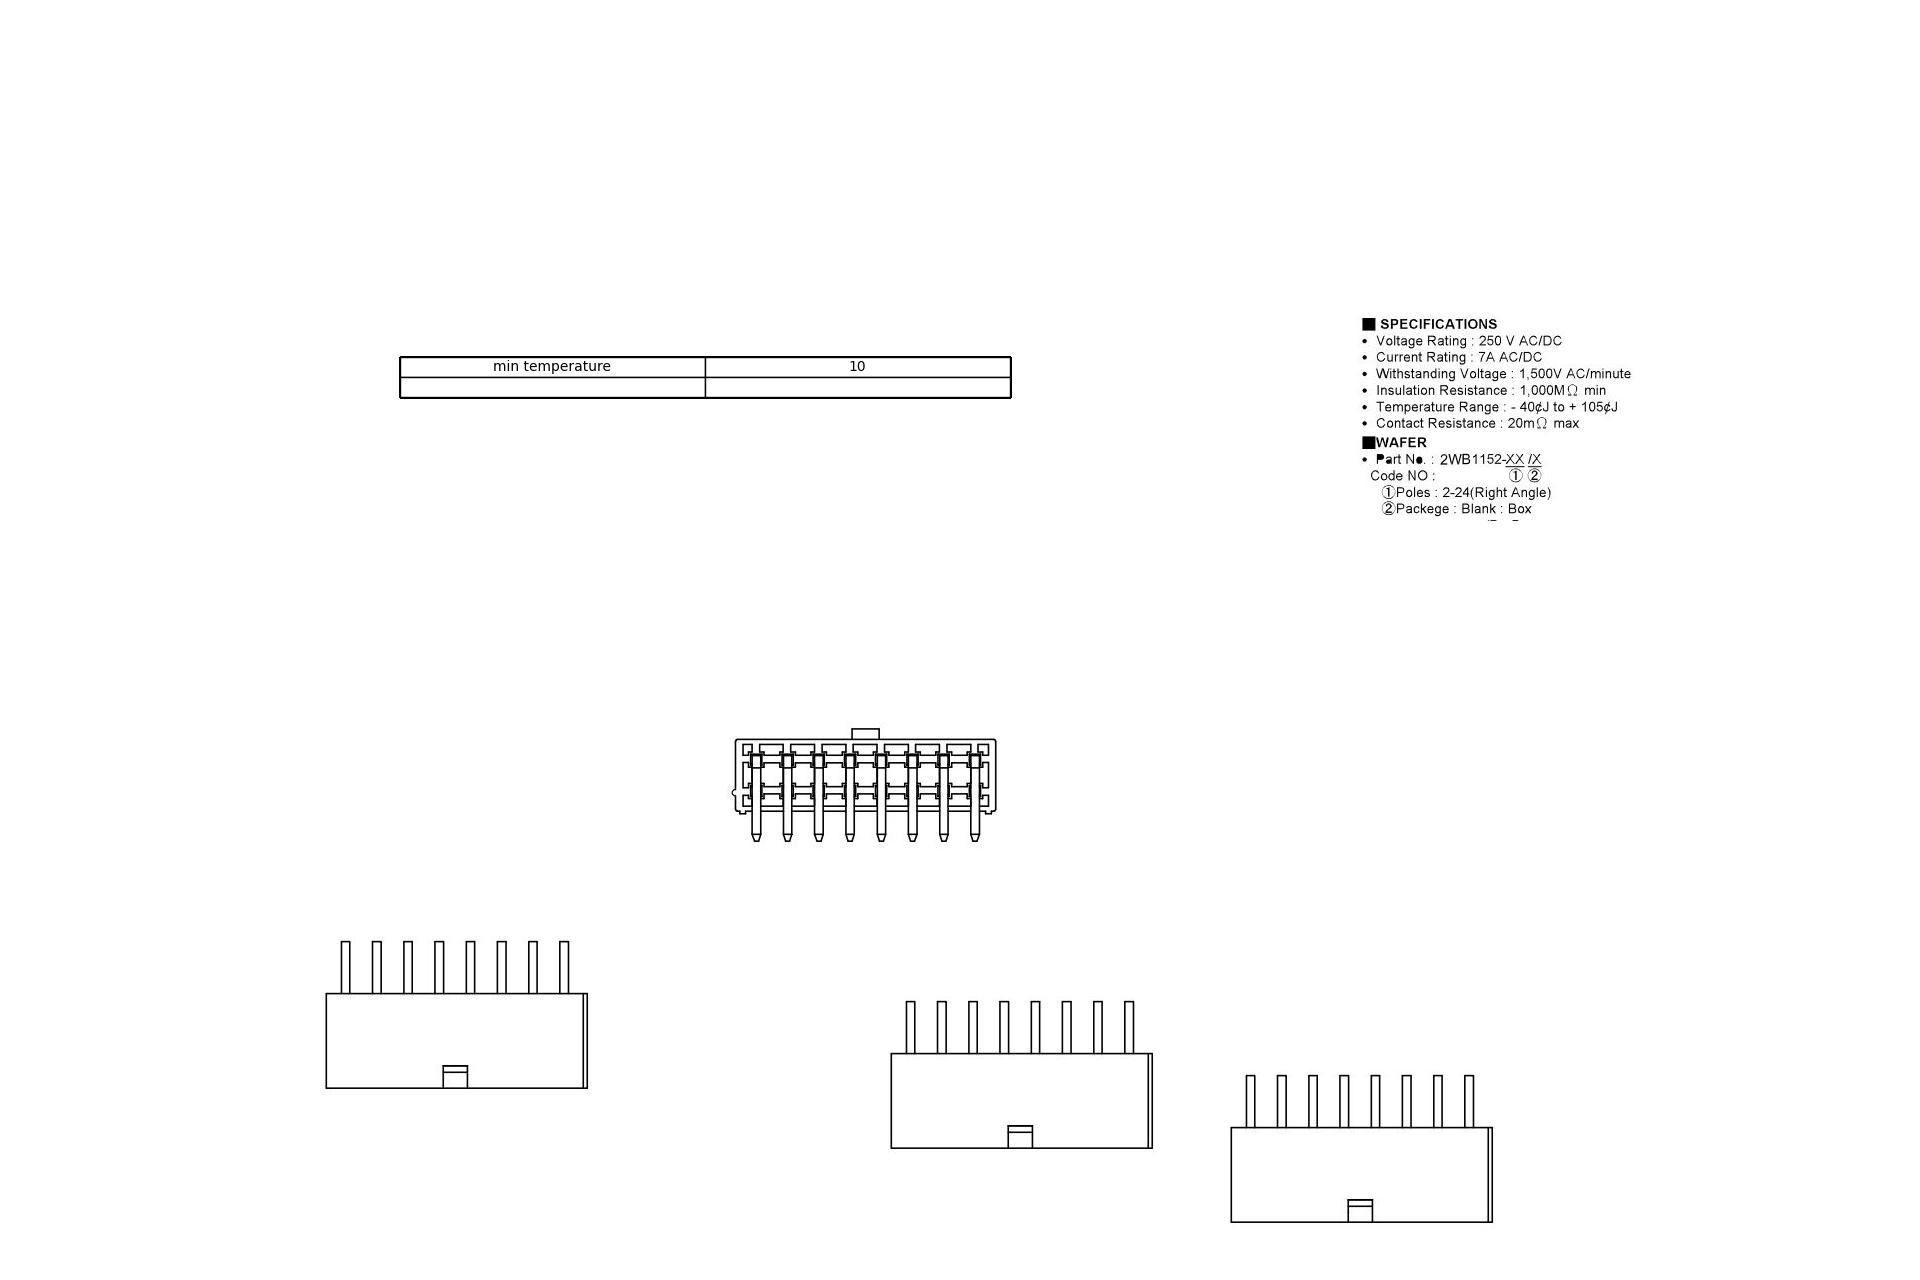 ■ SPECIFICATIONS
• Voltage Rating : 250 V AC/DC
• Current Rating : 7A AC/DC
• Withstanding Voltage : 1,500V AC/minute
• Insulation Resistance : 1,000MΩ min
min temperature 10
• Temperature Range : - 40¢J to + 105¢J
• Contact Resistance : 20mΩ max
■WAFER
• Part No. : 2WB1152-XX /X
Code NO : ① ②
①Poles : 2-24(Right Angle)
②Packege : Blank : Box